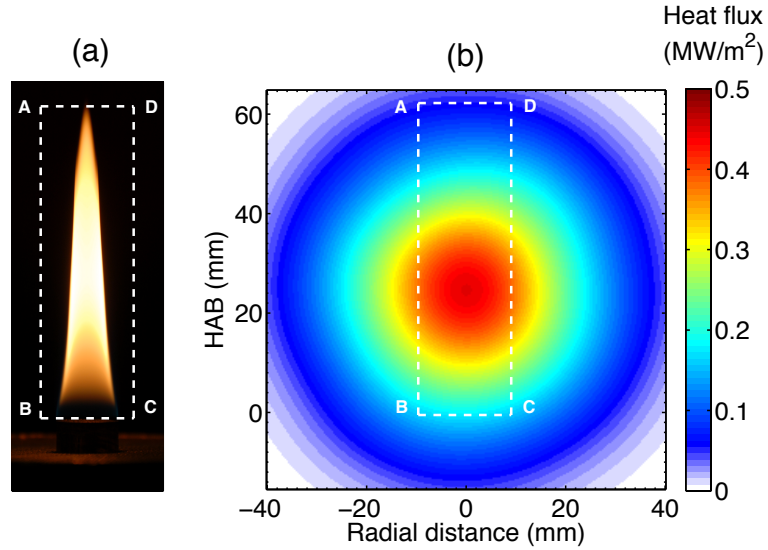 (a)
(b)
Heat flux
(MW/m²)
A D
B C
A D
B C
60
40
20
0
HAB (mm)
−40 −20 0 20 40
Radial distance (mm)
0.5
0.4
0.3
0.2
0.1
0